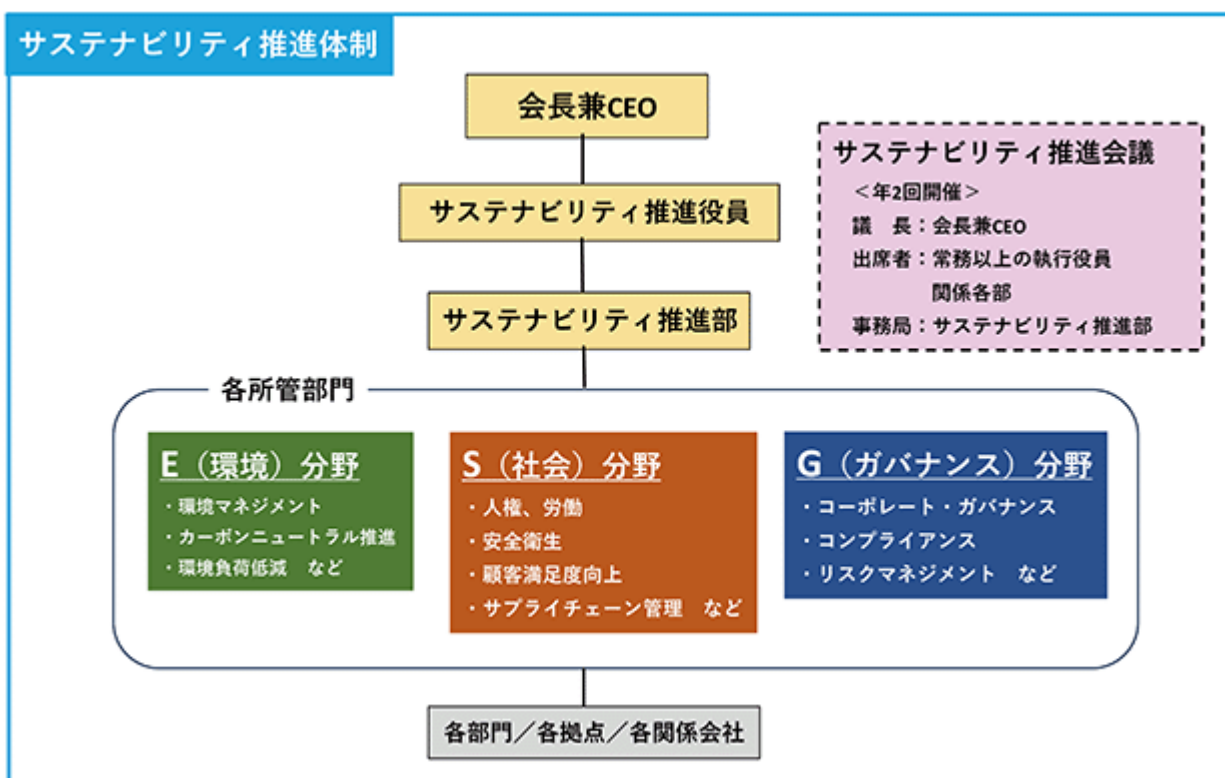 サステナビリティ推進体制
会長兼CEO
サステナビリティ推進役員
サステナビリティ推進部
サステナビリティ推進会議
＜年2回開催＞
議　長：会長兼CEO
出席者：常務以上の執行役員
関係各部
事務局：サステナビリティ推進部
各所管部門
E（環境）分野
・環境マネジメント
・カーボンニュートラル推進
・環境負荷低減　など
S（社会）分野
・人権、労働
・安全衛生
・顧客満足度向上
・サプライチェーン管理　など
G（ガバナンス）分野
・コーポレート・ガバナンス
・コンプライアンス
・リスクマネジメント　など
各部門／各拠点／各関係会社